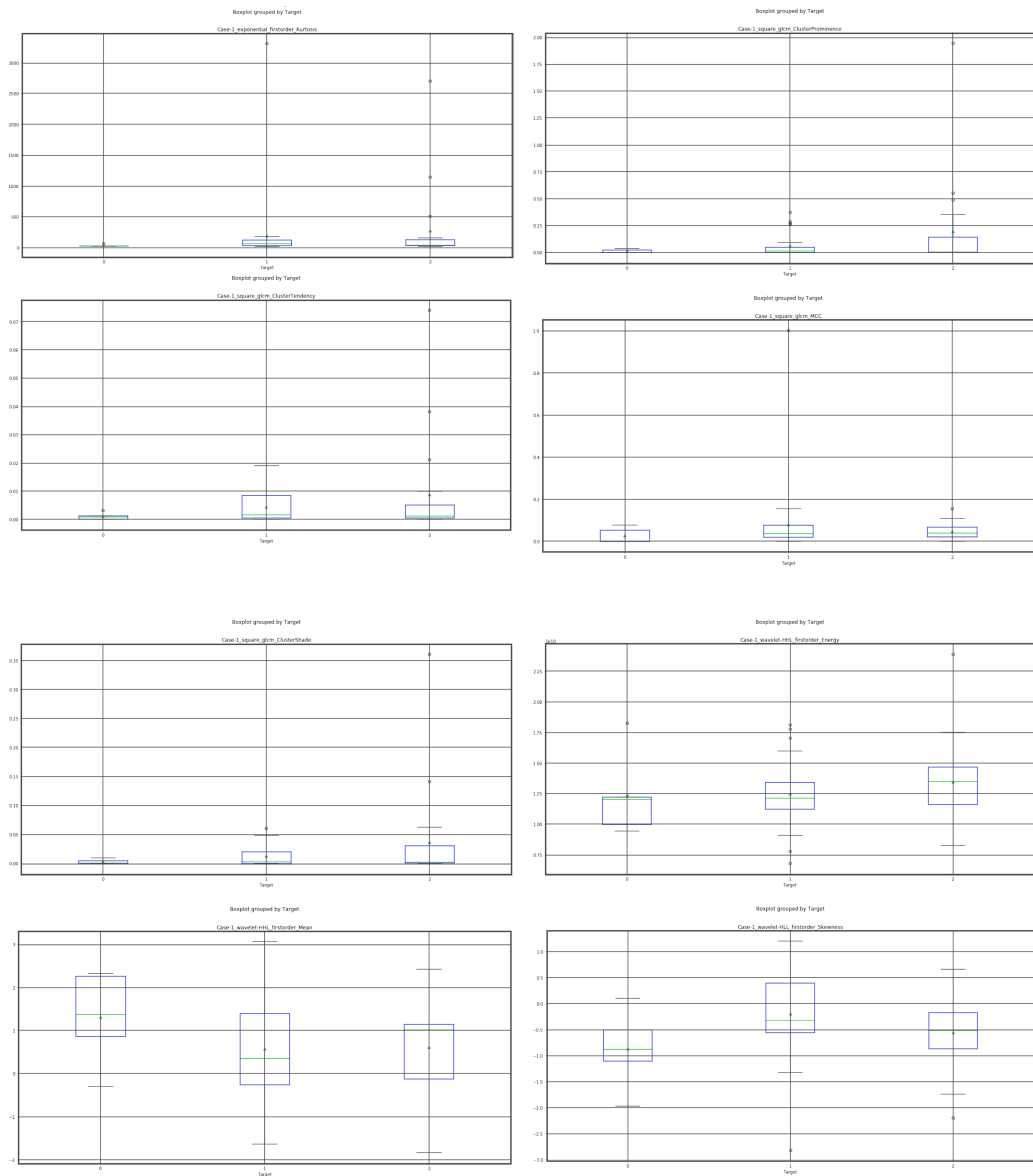 Boxplot grouped by Target
Case-1_exponential_firstorder_Kurtosis
3000
2500
2000
1500
1000
500
0
0 1 2
Target
Boxplot grouped by Target
Case-1_square_glcm_ClusterProminence
2.00
1.75
1.50
1.25
1.00
0.75
0.50
0.25
0.00
0 1 2
Target
Boxplot grouped by Target
Case-1_square_glcm_ClusterTendency
0.07
0.06
0.05
0.04
0.03
0.02
0.01
0.00
0 1 2
Target
Boxplot grouped by Target
Case-1_square_glcm_MCC
1.0
0.8
0.6
0.4
0.2
0.0
0 1 2
Target
Boxplot grouped by Target
Case-1_square_glcm_ClusterShade
0.35
0.30
0.25
0.20
0.15
0.10
0.05
0.00
0 1 2
Target
Boxplot grouped by Target
Case-1_wavelet-HHL_firstorder_Energy
2.25
2.00
1.75
1.50
1.25
1.00
0.75
0 1 2
Target
Boxplot grouped by Target
Case-1_wavelet-HHL_firstorder_Mean
3
2
1
0
−1
−2
0 1 2
Target
Boxplot grouped by Target
Case-1_wavelet-HLL_firstorder_Skewness
1.0
0.5
0.0
−0.5
−1.0
−1.5
−2.0
−2.5
−3.0
0 1 2
Target